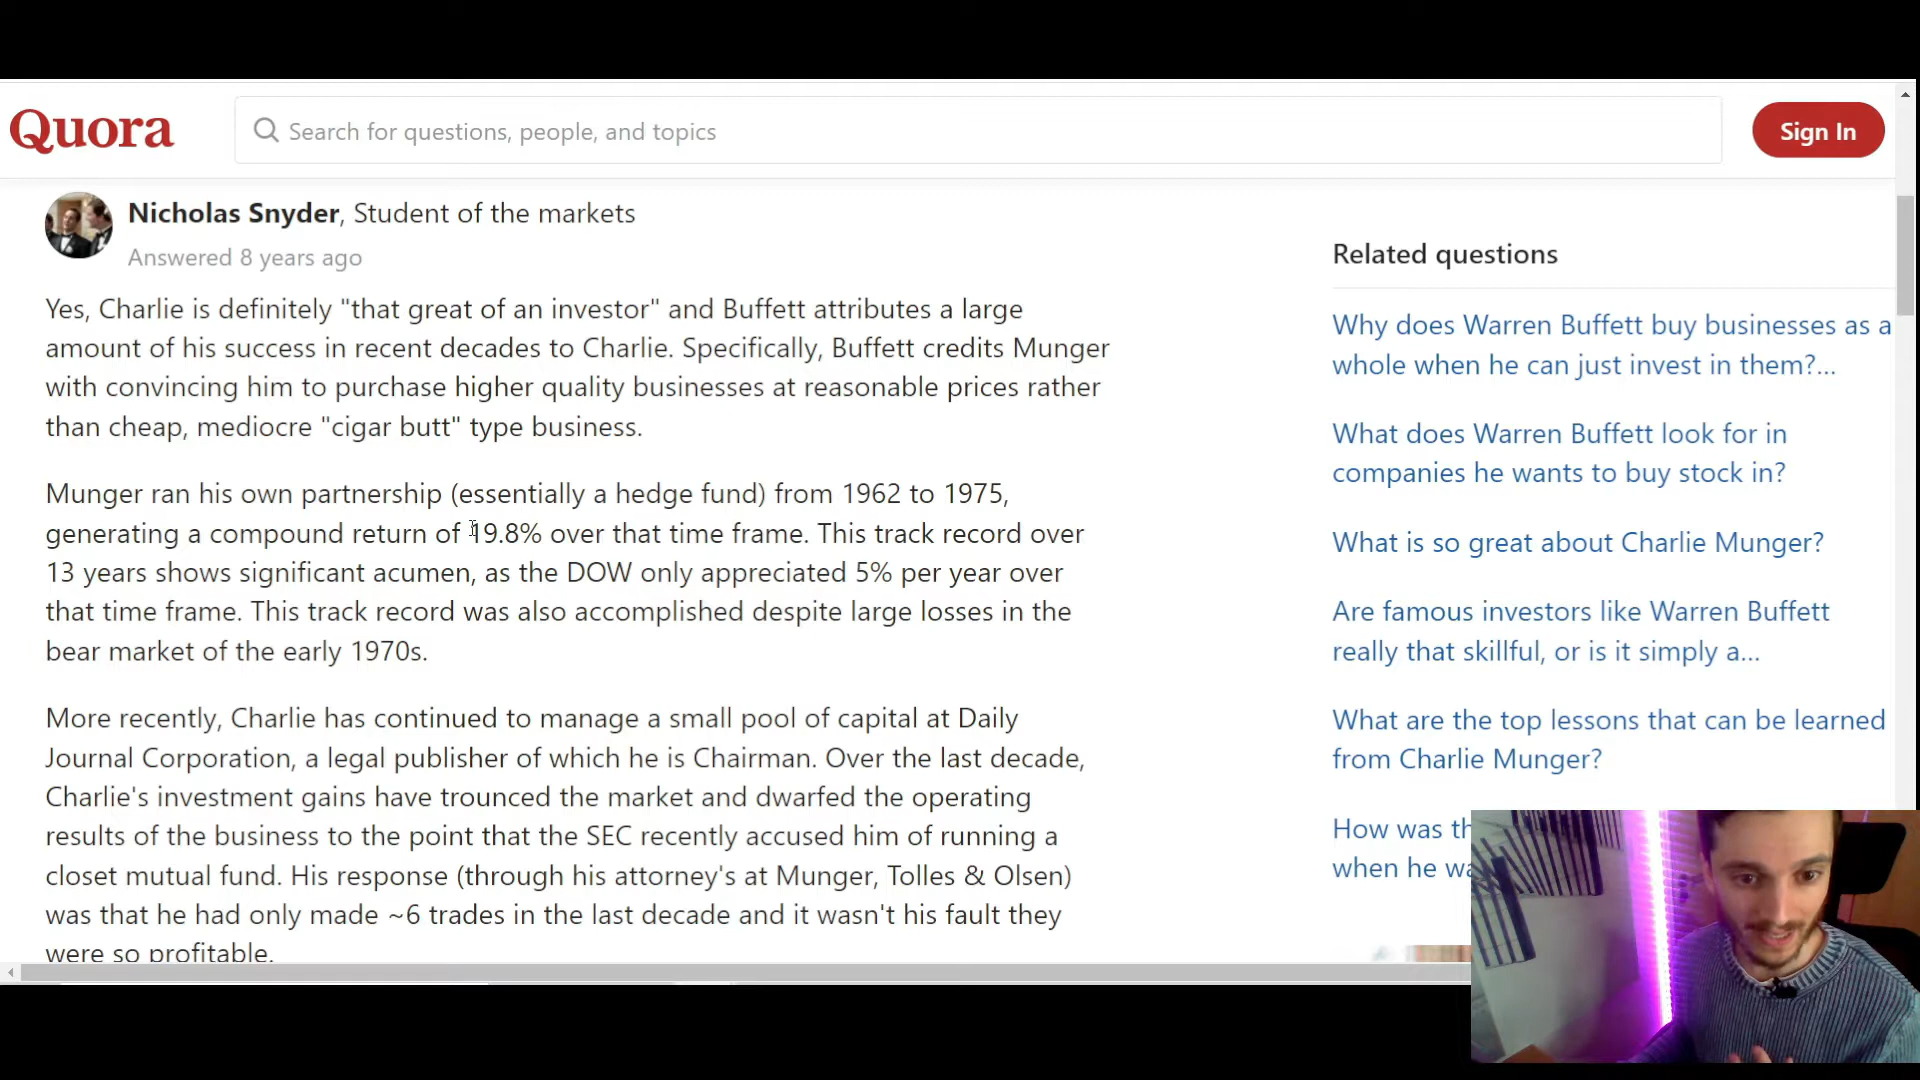 Quora
Search for questions, people, and topics
Sign In
Nicholas Snyder, Student of the markets
Answered 8 years ago
Yes, Charlie is definitely "that great of an investor" and Buffett attributes a large
amount of his success in recent decades to Charlie. Specifically, Buffett credits Munger
with convincing him to purchase higher quality businesses at reasonable prices rather
than cheap, mediocre "cigar butt" type business.
Munger ran his own partnership (essentially a hedge fund) from 1962 to 1975,
generating a compound return of 19.8% over that time frame. This track record over
13 years shows significant acumen, as the DOW only appreciated 5% per year over
that time frame. This track record was also accomplished despite large losses in the
bear market of the early 1970s.
More recently, Charlie has continued to manage a small pool of capital at Daily
Journal Corporation, a legal publisher of which he is Chairman. Over the last decade,
Charlie's investment gains have trounced the market and dwarfed the operating
results of the business to the point that the SEC recently accused him of running a
closet mutual fund. His response (through his attorney's at Munger, Tolles & Olsen)
was that he had only made ~6 trades in the last decade and it wasn't his fault they
were so profitable.
Related questions
Why does Warren Buffett buy businesses as a
whole when he can just invest in them?...
What does Warren Buffett look for in
companies he wants to buy stock in?
What is so great about Charlie Munger?
Are famous investors like Warren Buffett
really that skillful, or is it simply a...
What are the top lessons that can be learned
from Charlie Munger?
How was
when he